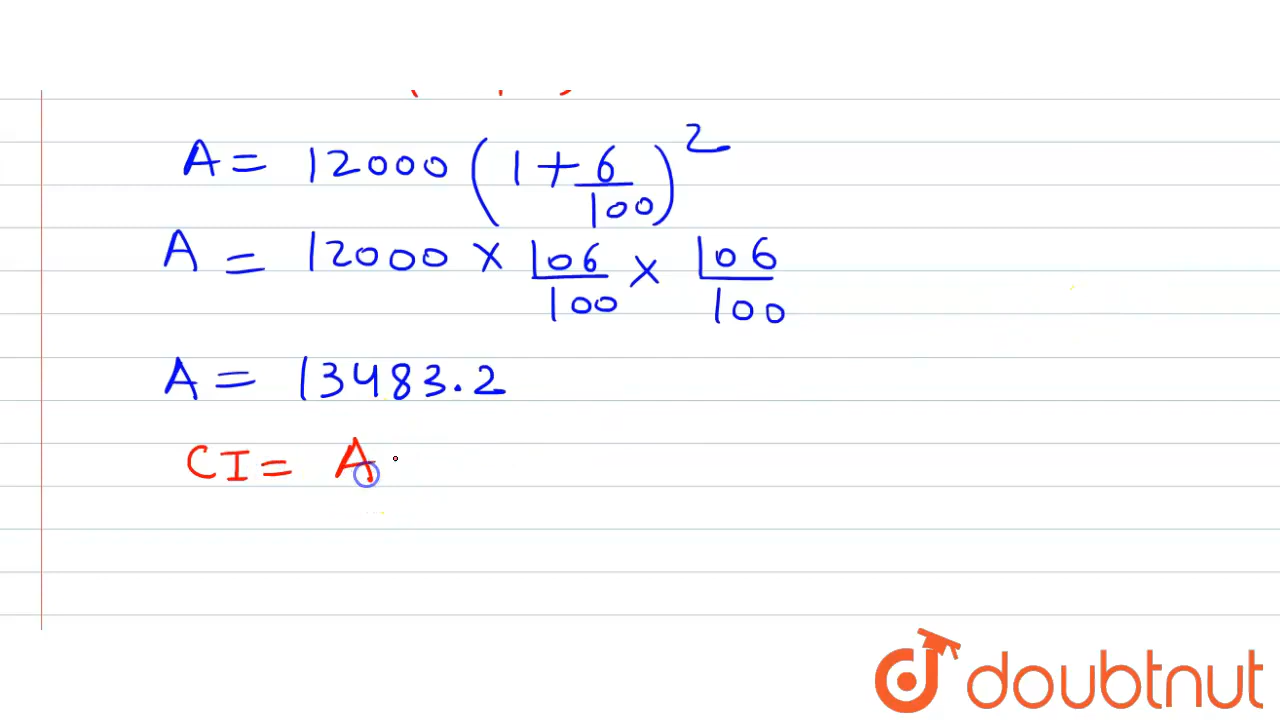 A = 12000 (1 + 6/100)^2
A = 12000 × 106/100 × 106/100
A = 13483.2
CI = A
doubtnut